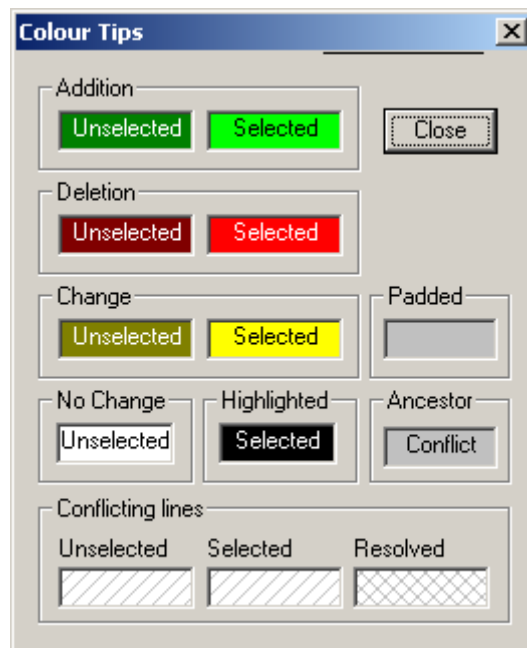 Colour Tips
Addition
Unselected Selected
Close
Deletion
Unselected Selected
Change Padded
Unselected Selected
No Change Highlighted Ancestor
Unselected Selected Conflict
Conflicting lines
Unselected Selected Resolved